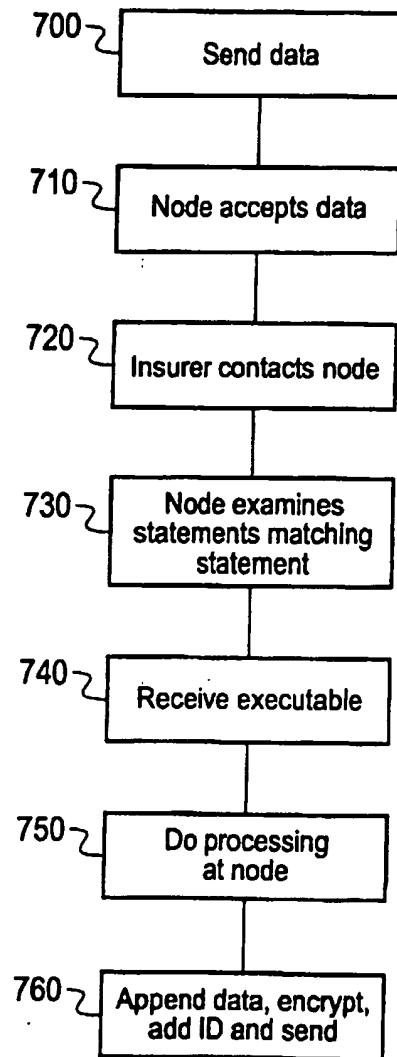 700
Send data
710
Node accepts data
720
Insurer contacts node
730
Node examines
statements matching
statement
740
Receive executable
750
Do processing
at node
760
Append data, encrypt,
add ID and send